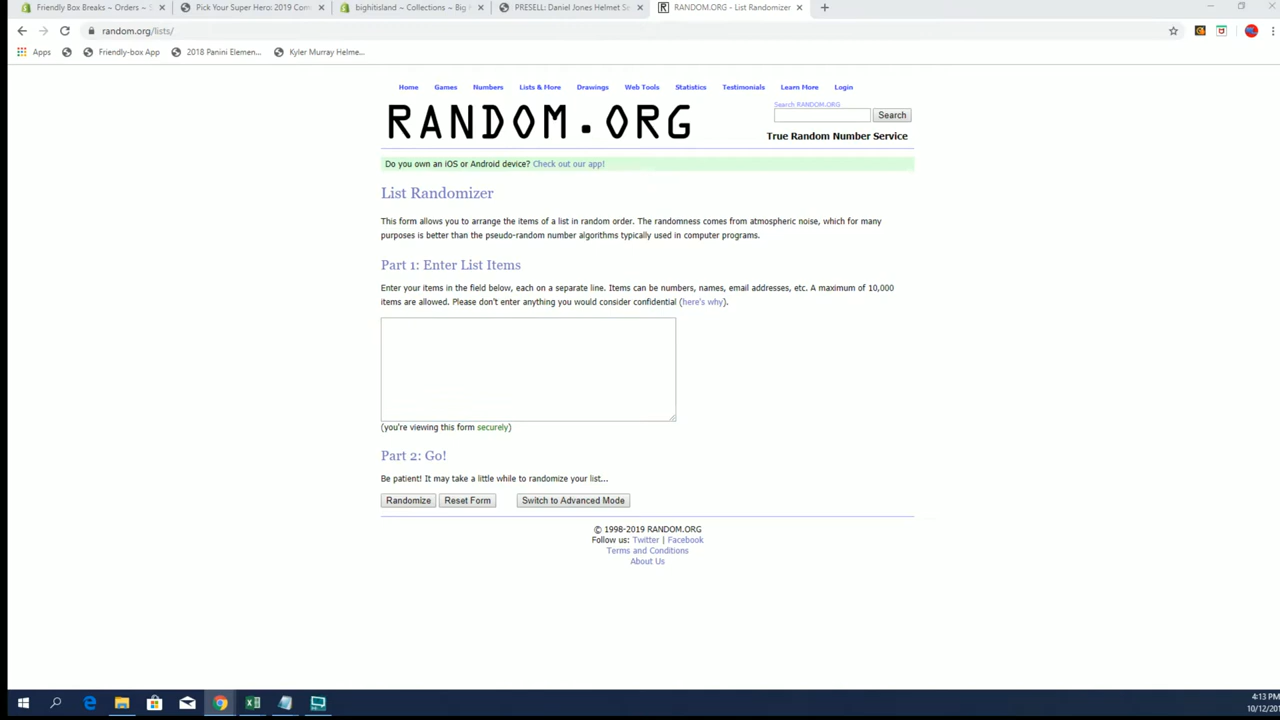 Friendly Box Breaks ~ Orders ~ S
Pick Your Super Hero: 2019 Com
bighitisland ~ Collections ~ Big H
PRESELL: Daniel Jones Helmet Se
RANDOM.ORG - List Randomizer
random.org/lists/
Apps
Friendly-box App
2018 Panini Elemen...
Kyler Murray Helme...
Home Games Numbers Lists & More Drawings Web Tools Statistics Testimonials Learn More Login
RANDOM.ORG
Search RANDOM.ORG
Search
True Random Number Service
Do you own an iOS or Android device? Check out our app!
List Randomizer
This form allows you to arrange the items of a list in random order. The randomness comes from atmospheric noise, which for many
purposes is better than the pseudo-random number algorithms typically used in computer programs.
Part 1: Enter List Items
Enter your items in the field below, each on a separate line. Items can be numbers, names, email addresses, etc. A maximum of 10,000
items are allowed. Please don't enter anything you would consider confidential (here's why).
(you're viewing this form securely)
Part 2: Go!
Be patient! It may take a little while to randomize your list...
Randomize Reset Form Switch to Advanced Mode
© 1998-2019 RANDOM.ORG
Follow us: Twitter | Facebook
Terms and Conditions
About Us
4:13 PM
10/12/201